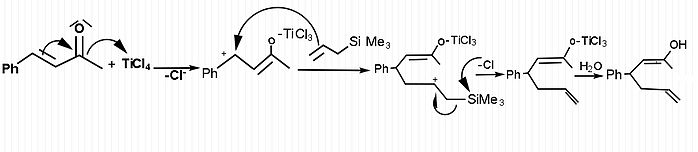 O
Ph
+ TiCl4
-Cl-
+
Ph
O-TiCl3
Si Me3
O-TiCl3
Ph
+
SiMe3
-Cl
O-TiCl3
Ph
H2O
OH
Ph